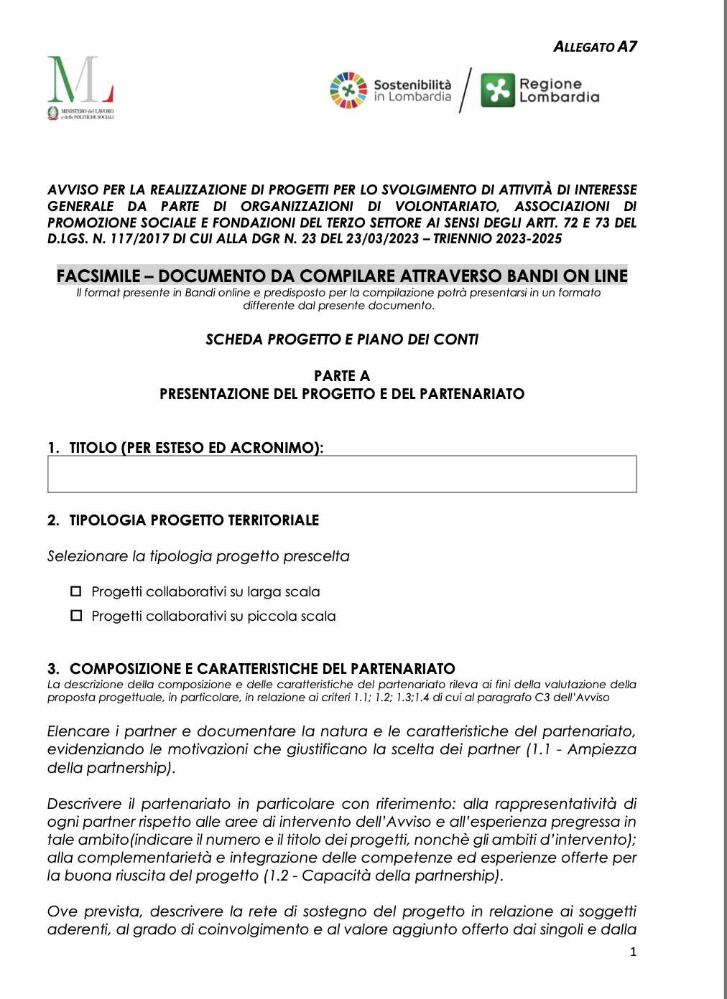 ALLEGATO A7
ML
MINISTERO del LAVORO
e delle POLITICHE SOCIALI
Sostenibilità
in Lombardia
Regione
Lombardia
AVVISO PER LA REALIZZAZIONE DI PROGETTI PER LO SVOLGIMENTO DI ATTIVITÀ DI INTERESSE
GENERALE DA PARTE DI ORGANIZZAZIONI DI VOLONTARIATO, ASSOCIAZIONI DI
PROMOZIONE SOCIALE E FONDAZIONI DEL TERZO SETTORE AI SENSI DEGLI ARTT. 72 E 73 DEL
D.LGS. N. 117/2017 DI CUI ALLA DGR N. 23 DEL 23/03/2023 – TRIENNIO 2023-2025
FACSIMILE – DOCUMENTO DA COMPILARE ATTRAVERSO BANDI ON LINE
Il format presente in Bandi online e predisposto per la compilazione potrà presentarsi in un formato
differente dal presente documento.
SCHEDA PROGETTO E PIANO DEI CONTI
PARTE A
PRESENTAZIONE DEL PROGETTO E DEL PARTENARIATO
1. TITOLO (PER ESTESO ED ACRONIMO):
2. TIPOLOGIA PROGETTO TERRITORIALE
Selezionare la tipologia progetto prescelta
☐ Progetti collaborativi su larga scala
☐ Progetti collaborativi su piccola scala
3. COMPOSIZIONE E CARATTERISTICHE DEL PARTENARIATO
La descrizione della composizione e delle caratteristiche del partenariato rileva ai fini della valutazione della
proposta progettuale, in particolare, in relazione ai criteri 1.1; 1.2; 1.3;1.4 di cui al paragrafo C3 dell'Avviso
Elencare i partner e documentare la natura e le caratteristiche del partenariato,
evidenziando le motivazioni che giustificano la scelta dei partner (1.1 - Ampiezza
della partnership).
Descrivere il partenariato in particolare con riferimento: alla rappresentatività di
ogni partner rispetto alle aree di intervento dell'Avviso e all'esperienza pregressa in
tale ambito(indicare il numero e il titolo dei progetti, nonchè gli ambiti d'intervento);
alla complementarietà e integrazione delle competenze ed esperienze offerte per
la buona riuscita del progetto (1.2 - Capacità della partnership).
Ove prevista, descrivere la rete di sostegno del progetto in relazione ai soggetti
aderenti, al grado di coinvolgimento e al valore aggiunto offerto dai singoli e dalla
1